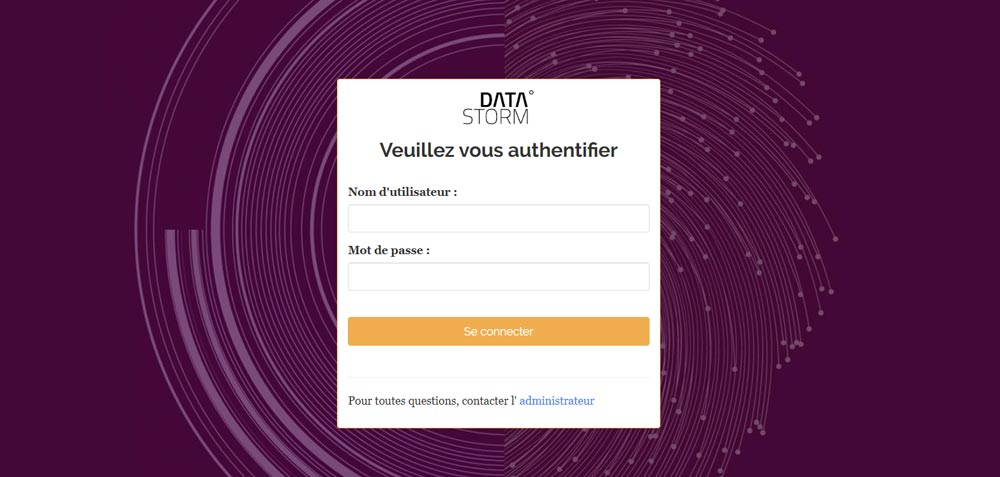 DATA
STORM
Veuillez vous authentifier
Nom d'utilisateur :
Mot de passe :
Se connecter
Pour toutes questions, contacter l' administrateur